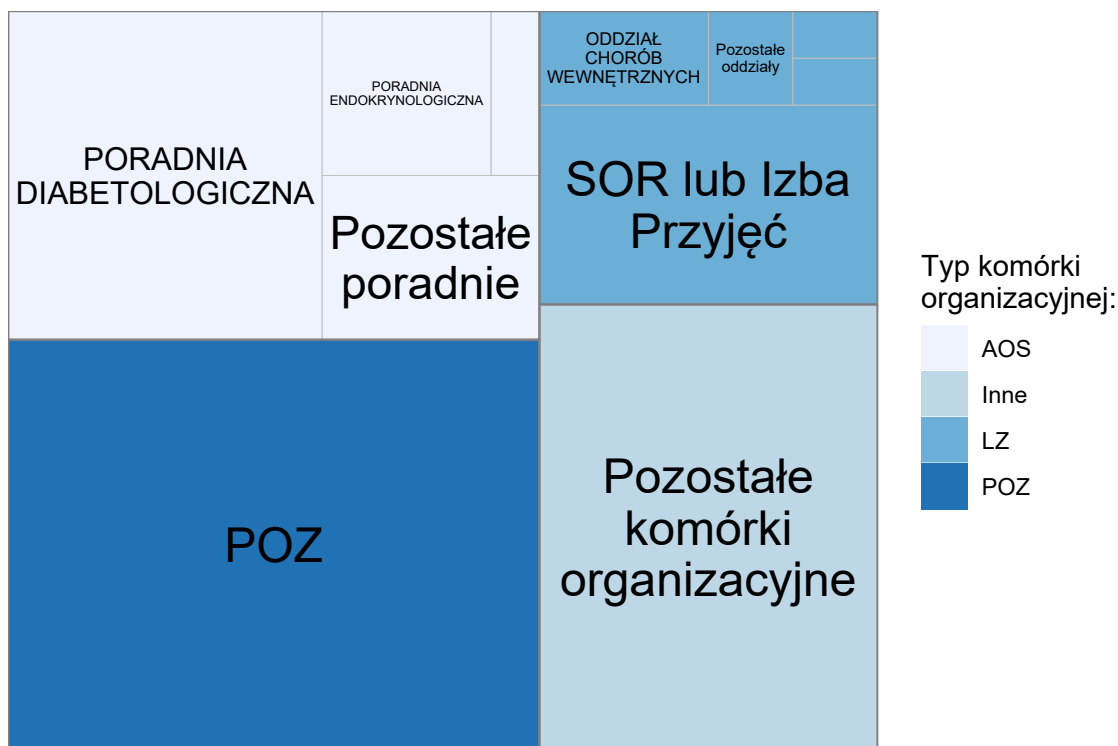 PORADNIA
DIABETOLOGICZNA
PORADNIA
ENDOKRYNOLOGICZNA
Pozostałe
poradnie
POZ
ODDZIAŁ
CHORÓB
WEWNĘTRZNYCH
Pozostałe
oddziały
SOR lub Izba
Przyjęć
Pozostałe
komórki
organizacyjne
Typ komórki
organizacyjnej:
AOS
Inne
LZ
POZ